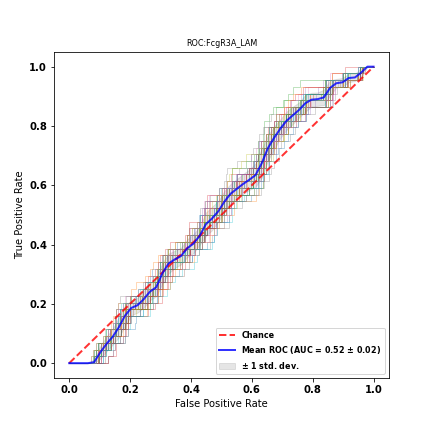 ROC:FcgR3A_LAM
1.0
0.8
0.6
0.4
0.2
0.0
True Positive Rate
0.0 0.2 0.4 0.6 0.8 1.0
False Positive Rate
Chance
Mean ROC (AUC = 0.52 ± 0.02)
± 1 std. dev.